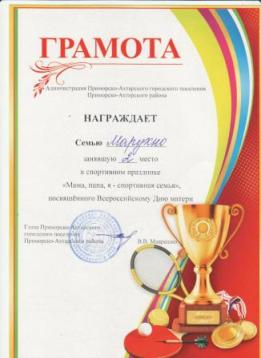 ГРАМОТА
Администрация Приморско-Ахтарского городского поселения
Приморско-Ахтарского района
НАГРАЖДАЕТ
Семью Марухно
занявшую 2 место
в спортивном празднике
«Мама, папа, я - спортивная семья»,
посвящённого Всероссийскому Дню матери
Глава Приморско-Ахтарского
городского поселения
Приморско-Ахтарского района В.В.